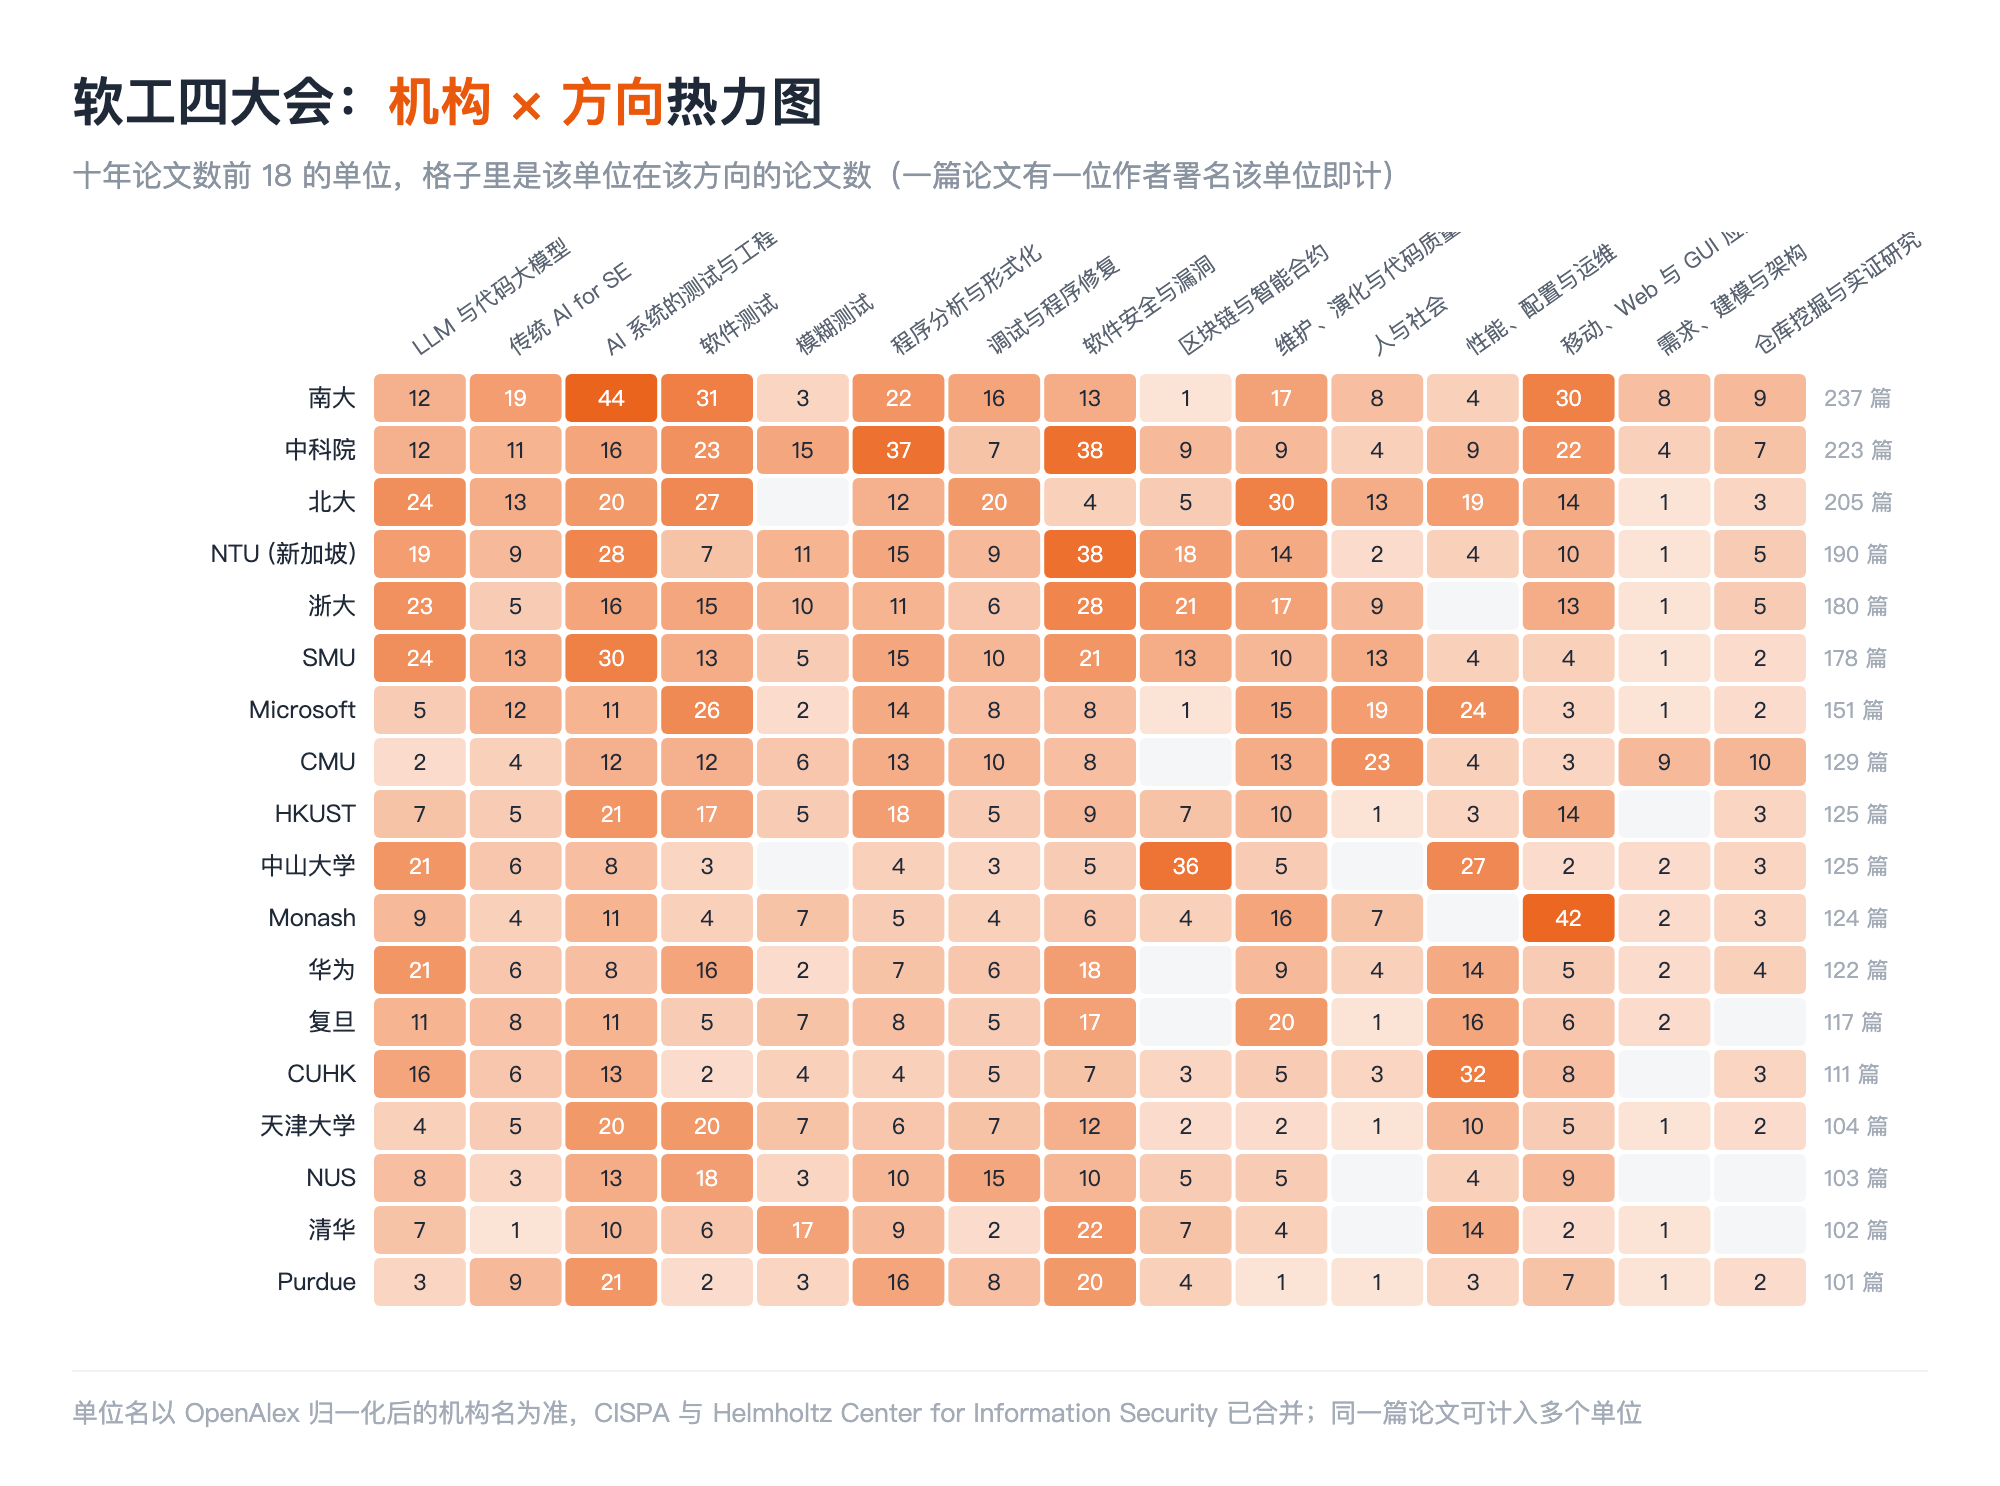 软工四大会：机构 × 方向热力图
十年论文数前 18 的单位，格子里是该单位在该方向的论文数（一篇论文有一位作者署名该单位即计）
LLM 与代码大模型
传统 AI for SE
AI 系统的测试与工程
软件测试
模糊测试
程序分析与形式化
调试与程序修复
软件安全与漏洞
区块链与智能合约
维护、演化与代码质量
人与社会
性能、配置与运维
移动、Web 与 GUI
需求、建模与架构
仓库挖掘与实证研究
南大 12 19 44 31 3 22 16 13 1 17 8 4 30 8 9 237 篇
中科院 12 11 16 23 15 37 7 38 9 9 4 9 22 4 7 223 篇
北大 24 13 20 27 12 20 4 5 30 13 19 14 1 3 205 篇
NTU (新加坡) 19 9 28 7 11 15 9 38 18 14 2 4 10 1 5 190 篇
浙大 23 5 16 15 10 11 6 28 21 17 9 13 1 5 180 篇
SMU 24 13 30 13 5 15 10 21 13 10 13 4 4 1 2 178 篇
Microsoft 5 12 11 26 2 14 8 8 1 15 19 24 3 1 2 151 篇
CMU 2 4 12 12 6 13 10 8 13 23 4 3 9 10 129 篇
HKUST 7 5 21 17 5 18 5 9 7 10 1 3 14 3 125 篇
中山大学 21 6 8 3 4 3 5 36 5 27 2 2 3 125 篇
Monash 9 4 11 4 7 5 4 6 4 16 7 42 2 3 124 篇
华为 21 6 8 16 2 7 6 18 9 4 14 5 2 4 122 篇
复旦 11 8 11 5 7 8 5 17 20 1 16 6 2 117 篇
CUHK 16 6 13 2 4 4 5 7 3 5 3 32 8 3 111 篇
天津大学 4 5 20 20 7 6 7 12 2 2 1 10 5 1 2 104 篇
NUS 8 3 13 18 3 10 15 10 5 5 4 9 103 篇
清华 7 1 10 6 17 9 2 22 7 4 14 2 1 102 篇
Purdue 3 9 21 2 3 16 8 20 4 1 1 3 7 1 2 101 篇
单位名以 OpenAlex 归一化后的机构名为准，CISPA 与 Helmholtz Center for Information Security 已合并；同一篇论文可计入多个单位